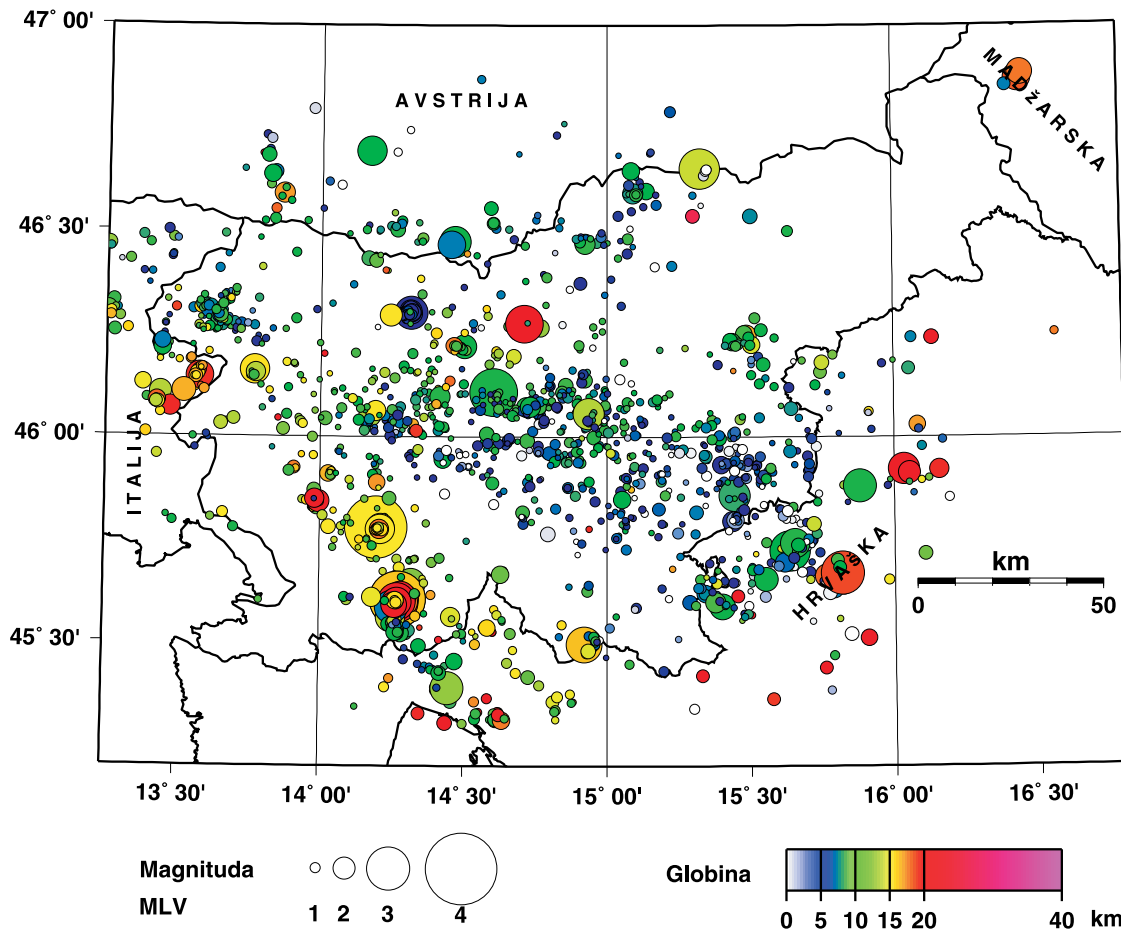 47° 00'
AVSTRIJA
MADžARSKA
46° 30'
ITALIJA
46° 00'
HRVAšKA
km
0 50
45° 30'
13° 30' 14° 00' 14° 30' 15° 00' 15° 30' 16° 00' 16° 30'
Magnituda
MLV 1 2 3 4
Globina
0 5 10 15 20 40 km